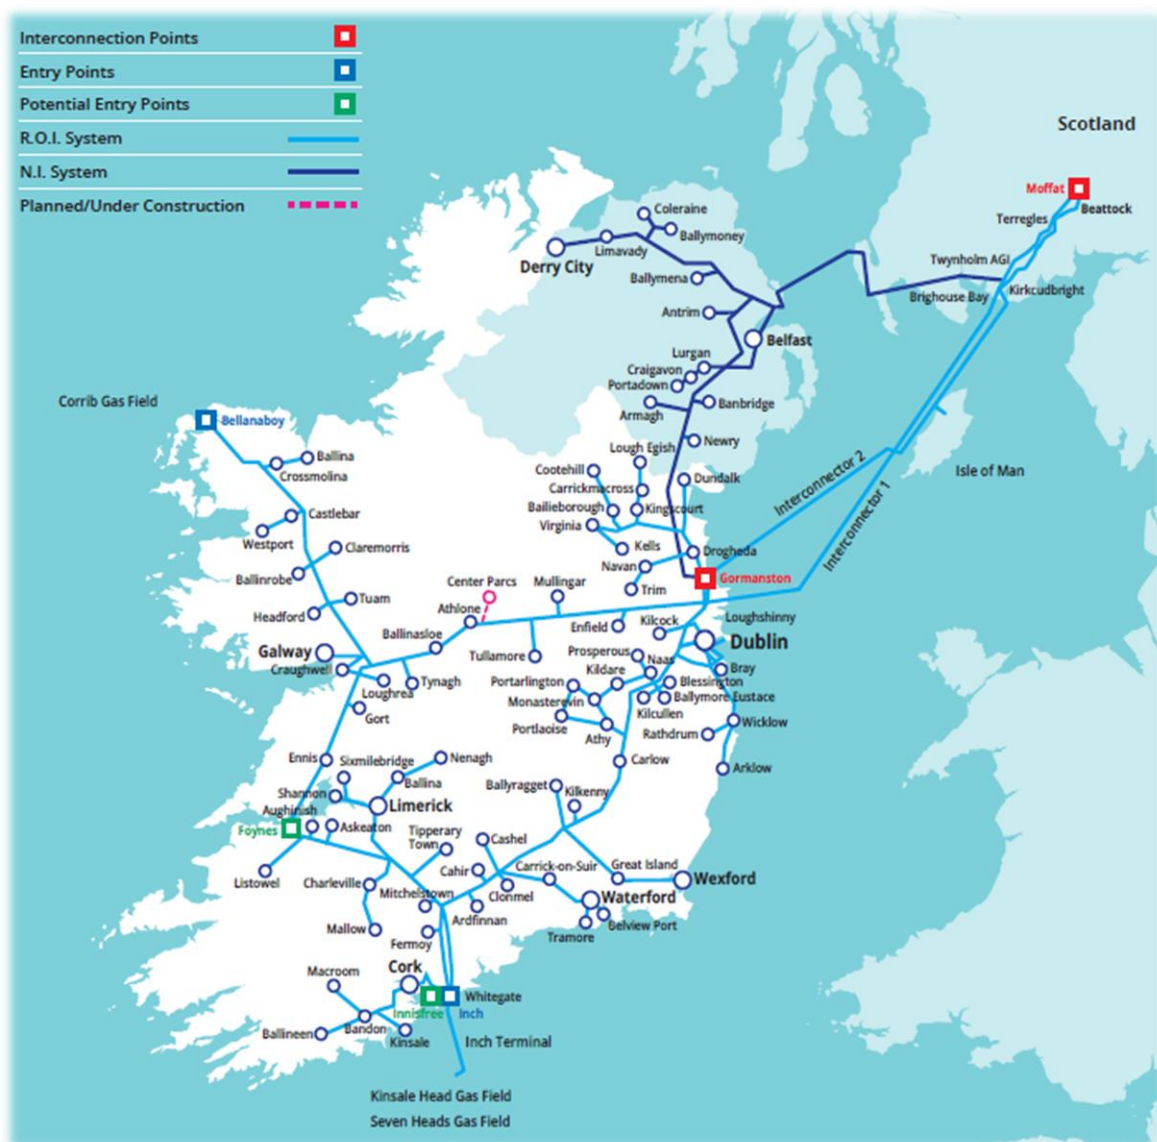 Interconnection Points
Entry Points
Potential Entry Points
R.O.I. System
N.I. System
Planned/Under Construction
Scotland
Moffat
Beattock
Terregles
Twynholm AGI
Brighouse Bay
Kirkcudbright
Coleraine
Ballymoney
Limavady
Derry City
Ballymena
Antrim
Belfast
Lurgan
Craigavon
Portadown
Armagh
Banbridge
Newry
Corrib Gas Field
Bellanaboy
Ballina
Crossmolina
Castlebar
Westport
Claremorris
Ballinrobe
Tuam
Headford
Galway
Craughwell
Loughrea
Tynagh
Gort
Lough Egish
Cootehill
Dundalk
Carrickmacross
Bailieborough
Kingscourt
Virginia
Kells
Drogheda
Navan
Trim
Gormanston
Interconnector 2
Interconnector 1
Isle of Man
Center Parcs
Mullingar
Athlone
Ballinasloe
Tullamore
Enfield
Kilcock
Loughshinny
Dublin
Prosperous
Naas
Kildare
Bray
Portarlington
Blessington
Monasterevin
Ballymore Eustace
Kilcullen
Portlaoise
Athy
Wicklow
Rathdrum
Carlow
Arklow
Ennis
Sixmilebridge
Nenagh
Shannon
Ballina
Aughinish
Limerick
Foynes
Askeaton
Tipperary
Town
Ballyragget
Kilkenny
Cashel
Listowel
Charleville
Cahir
Carrick-on-Suir
Great Island
Wexford
Mitchelstown
Clonmel
Ardfinnan
Waterford
Mallow
Fermoy
Tramore
Belview Port
Cork
Macroom
Whitegate
Innisfree
Inch
Bandon
Ballineen
Kinsale
Inch Terminal
Kinsale Head Gas Field
Seven Heads Gas Field